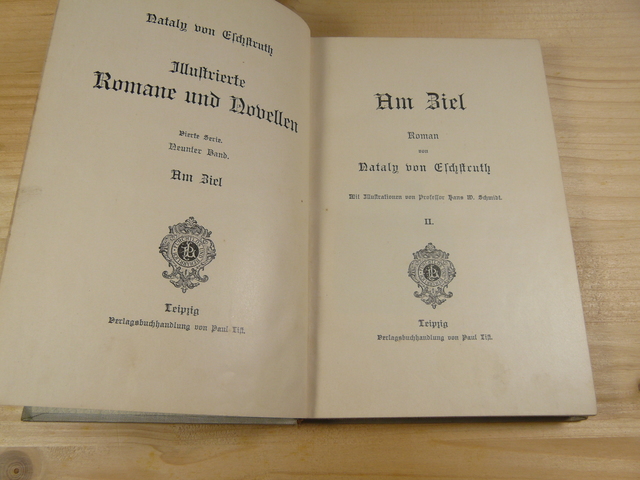 Nataly von Eschstruth
Illustrierte
Romane und Novellen
Vierte Serie.
Neunter Band.
Am Ziel
Leipzig
Verlagsbuchhandlung von Paul List.
Am Ziel
Roman
von
Nataly von Eschstruth
Mit Illustrationen von Professor Hans W. Schmidt.
II.
Leipzig
Verlagsbuchhandlung von Paul List.